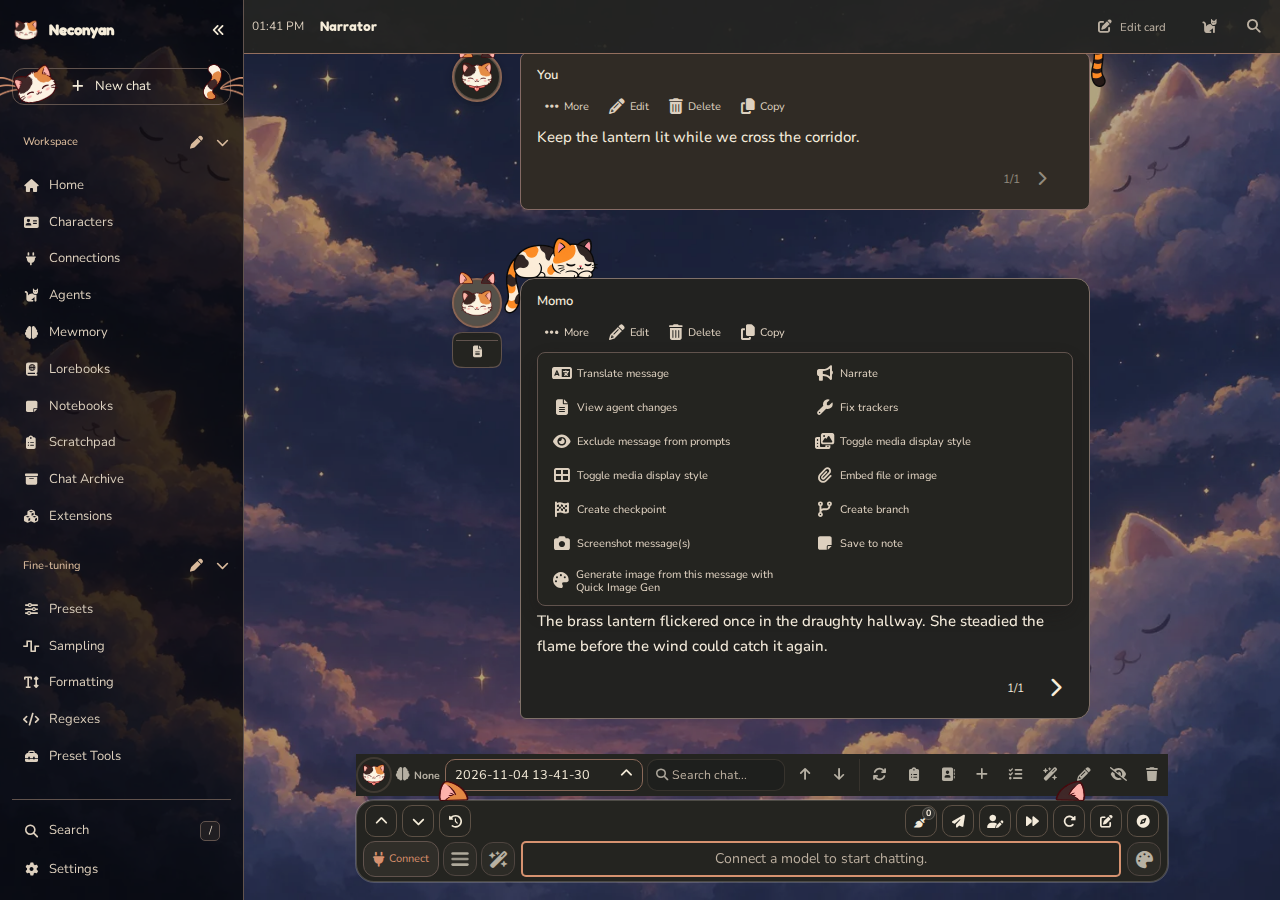 Neconyan
01:41 PM Narrator
Edit card
New chat
Workspace
Home
Characters
Connections
Agents
Mewmory
Lorebooks
Notebooks
Scratchpad
Chat Archive
Extensions
Fine-tuning
Presets
Sampling
Formatting
Regexes
Preset Tools
Search /
Settings
You
More Edit Delete Copy
Keep the lantern lit while we cross the corridor.
1/1
Momo
More Edit Delete Copy
Translate message Narrate
View agent changes Fix trackers
Exclude message from prompts Toggle media display style
Toggle media display style Embed file or image
Create checkpoint Create branch
Screenshot message(s) Save to note
Generate image from this message with
Quick Image Gen
The brass lantern flickered once in the draughty hallway. She steadied the
flame before the wind could catch it again.
1/1
None 2026-11-04 13-41-30 Search chat...
0
Connect Connect a model to start chatting.